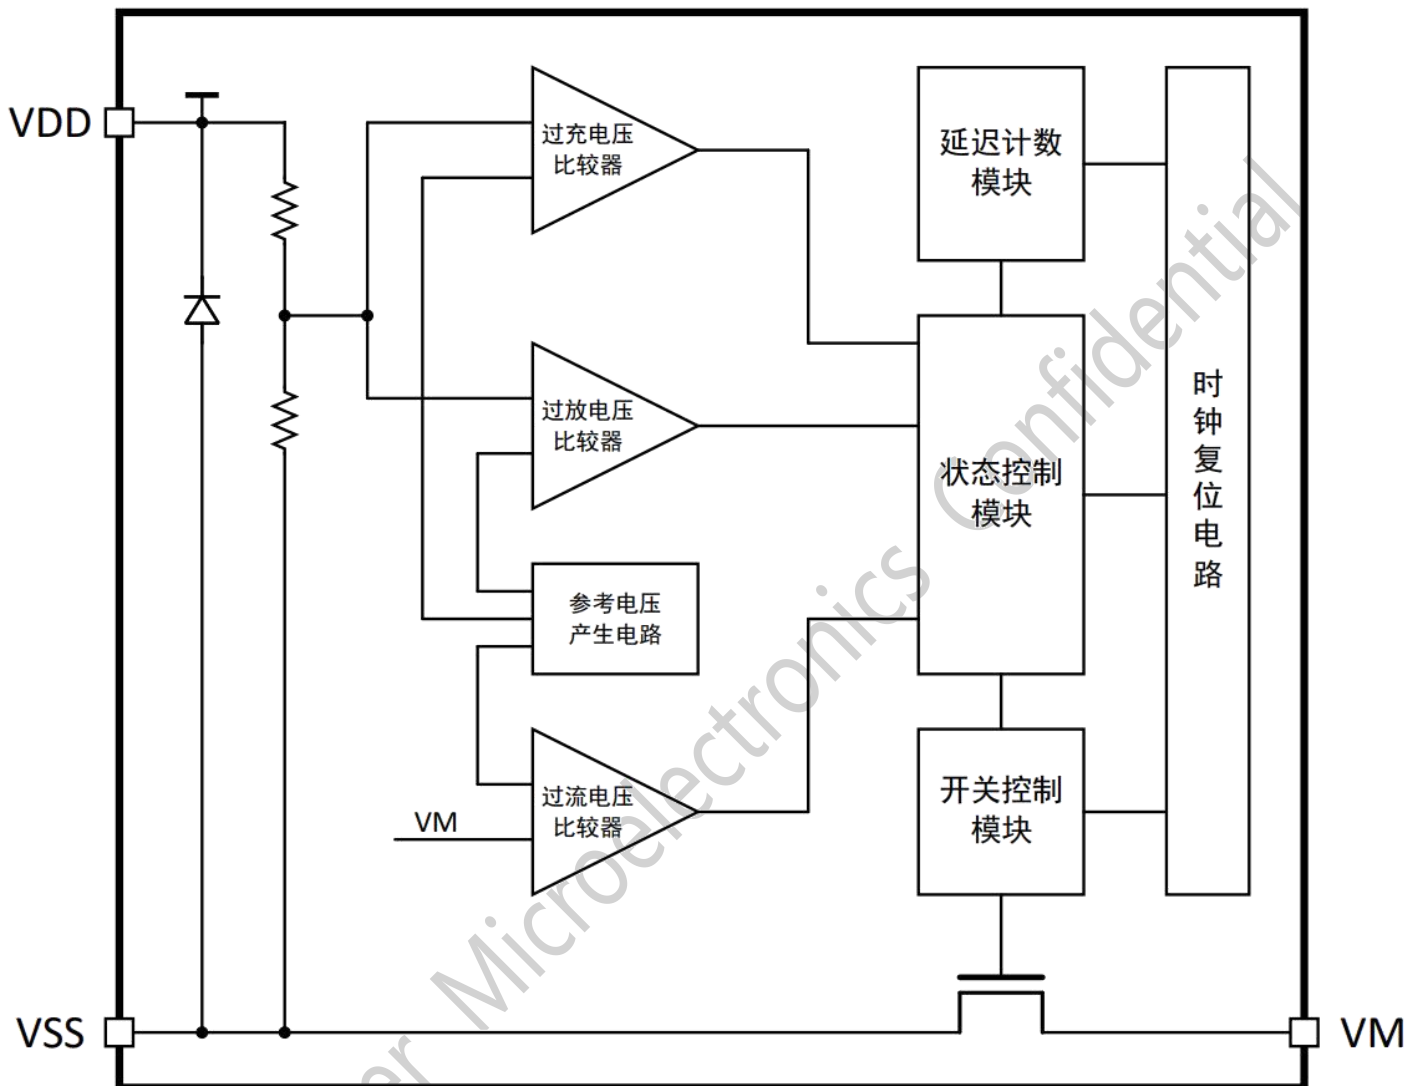 VDD
过充电压
比较器
延迟计数
模块
过放电压
比较器
状态控制
模块
时
钟
复
位
电
路
参考电压
产生电路
过流电压
比较器
VM
开关控制
模块
VSS
VM
Microelectronics Confidential